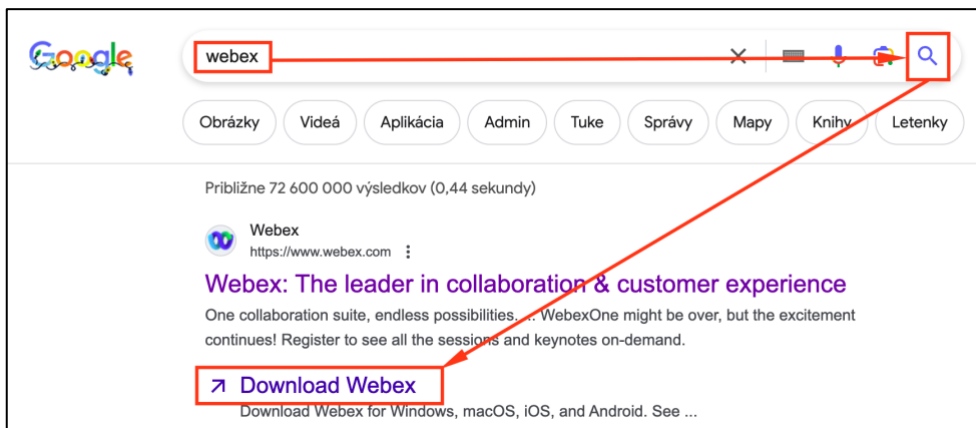 Google
webex
Obrázky Videá Aplikácia Admin Tuke Správy Mapy Knihy Letenky
Približne 72 600 000 výsledkov (0,44 sekundy)
Webex
https://www.webex.com
Webex: The leader in collaboration & customer experience
One collaboration suite, endless possibilities. ... WebexOne might be over, but the excitement
continues! Register to see all the sessions and keynotes on-demand.
Download Webex
Download Webex for Windows, macOS, iOS, and Android. See ...